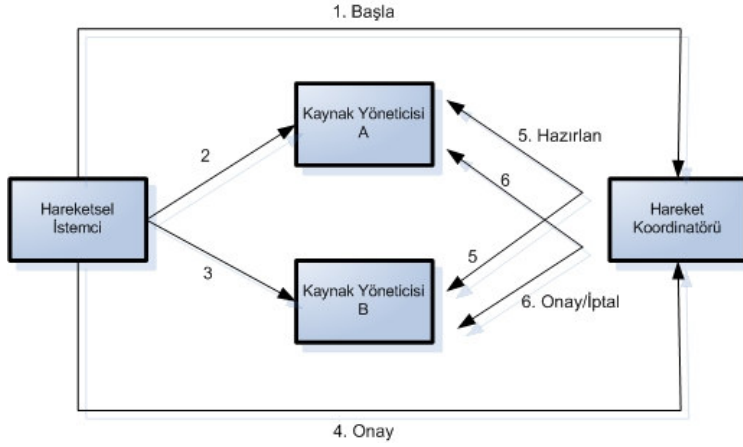 1. Başla
Kaynak Yöneticisi
A
2
5. Hazırlan
6
Hareketsel
İstemci
Hareket
Koordinatörü
3
5
Kaynak Yöneticisi
B
6. Onay/İptal
4. Onay